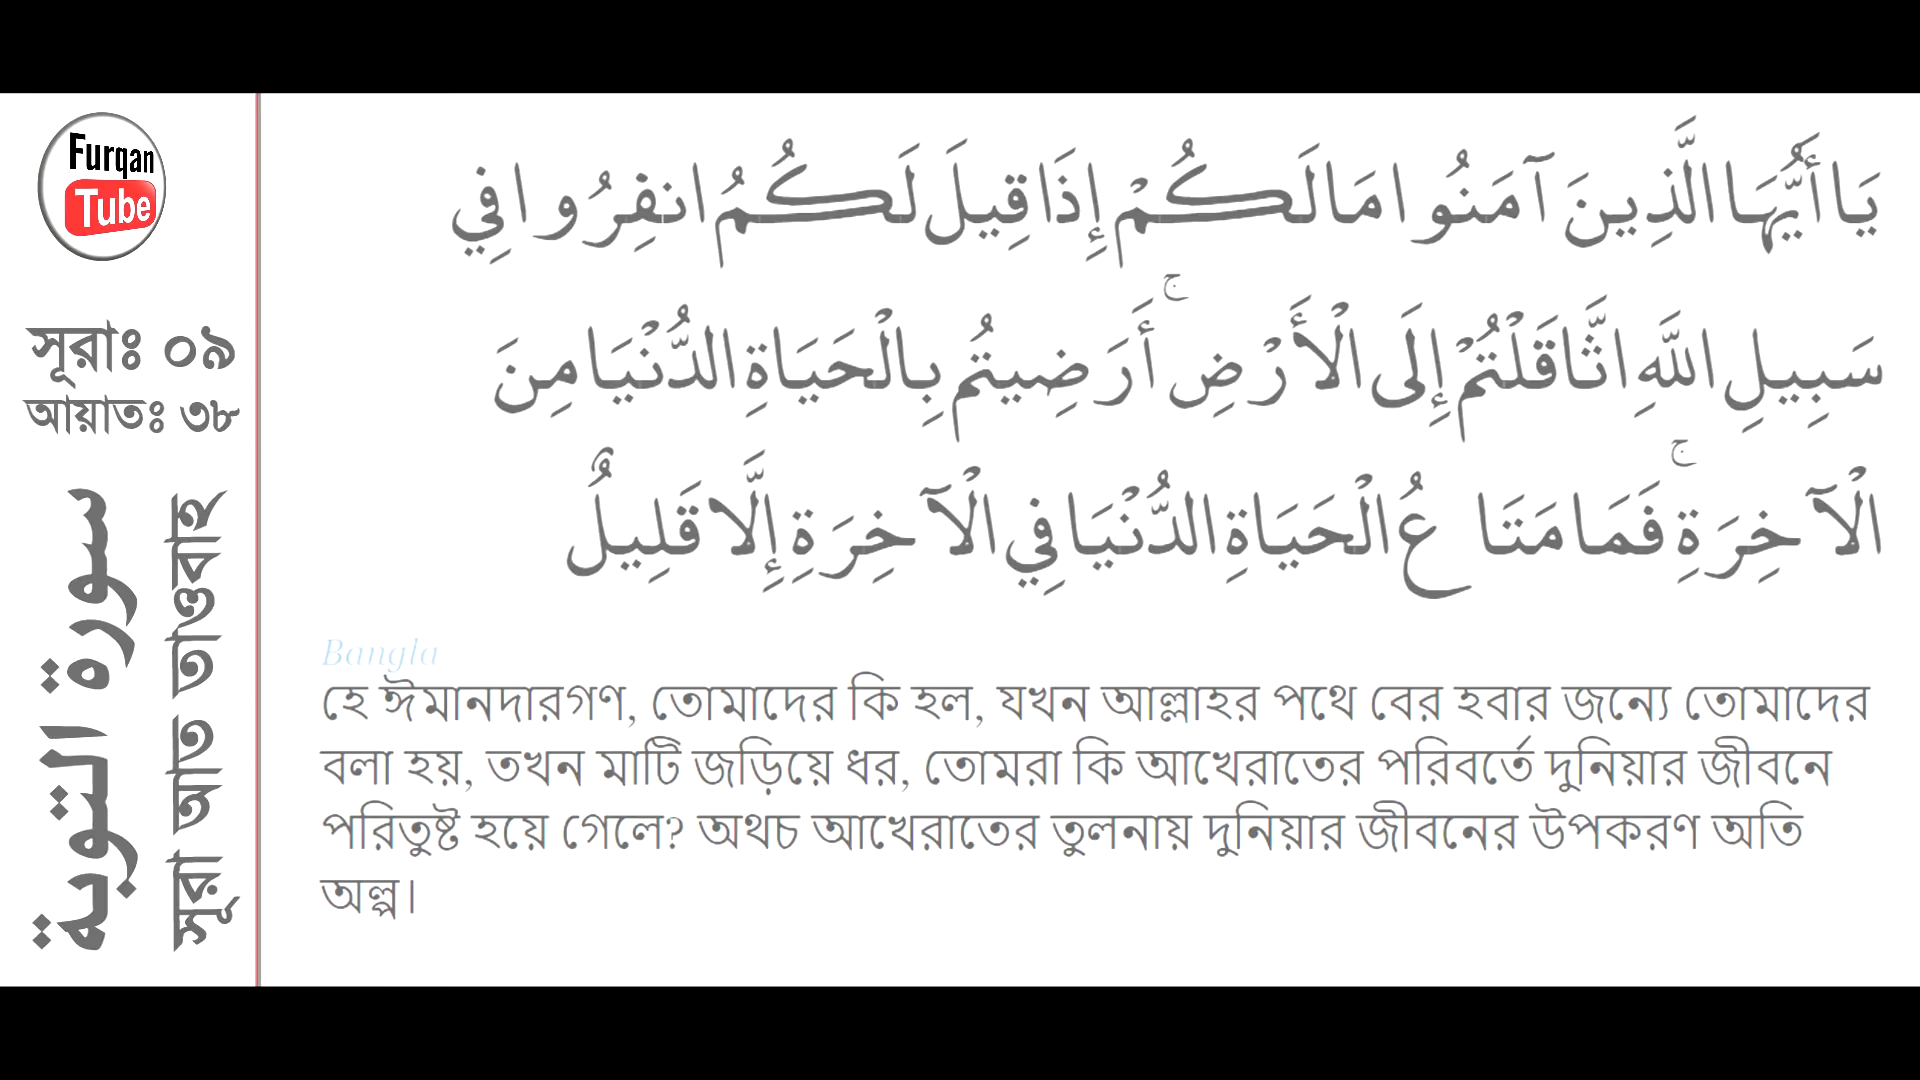 Furqan
Tube
সূরাঃ ০৯
আয়াতঃ ৩৮
سورة التوبة
সূরা আত তাওবাহ
يَا أَيُّهَا الَّذِينَ آمَنُوا مَا لَكُمْ إِذَا قِيلَ لَكُمُ انفِرُوا فِي
سَبِيلِ اللَّهِ اثَّاقَلْتُمْ إِلَى الْأَرْضِ ۚ أَرَضِيتُم بِالْحَيَاةِ الدُّنْيَا مِنَ
الْآخِرَةِ ۚ فَمَا مَتَاعُ الْحَيَاةِ الدُّنْيَا فِي الْآخِرَةِ إِلَّا قَلِيلٌ
Bangla
হে ঈমানদারগণ, তোমাদের কি হল, যখন আল্লাহর পথে বের হবার জন্যে তোমাদের
বলা হয়, তখন মাটি জড়িয়ে ধর, তোমরা কি আখেরাতের পরিবর্তে দুনিয়ার জীবনে
পরিতুষ্ট হয়ে গেলে? অথচ আখেরাতের তুলনায় দুনিয়ার জীবনের উপকরণ অতি
অল্প।